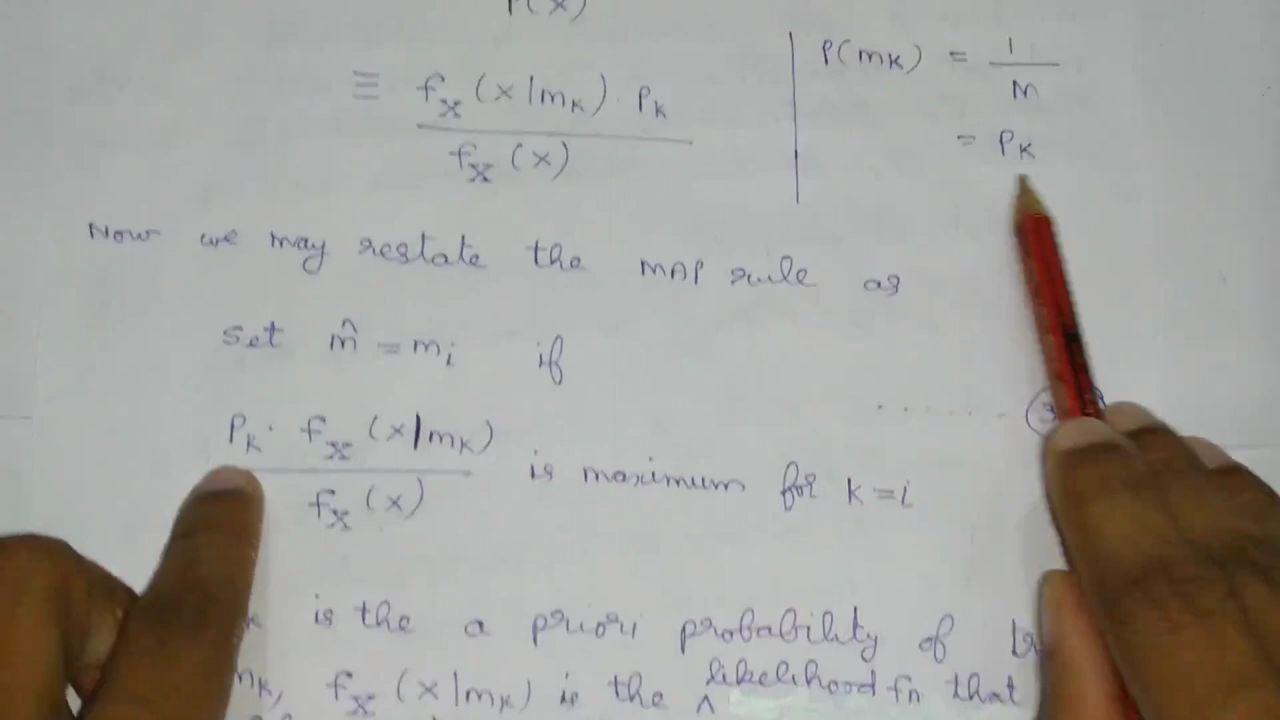 P(x)
≡ f_X (x|m_K) · P_K
f_X (x)
P(m_K) = 1
M
= P_K
Now we may restate the MAP rule as
set m̂ = m_i if
P_K · f_X (x|m_K)
f_X (x)
is maximum for K = i
........ (3
K is the a priori probability of
m_K, f_X (x|m_K) is the ^ likelihood fn that